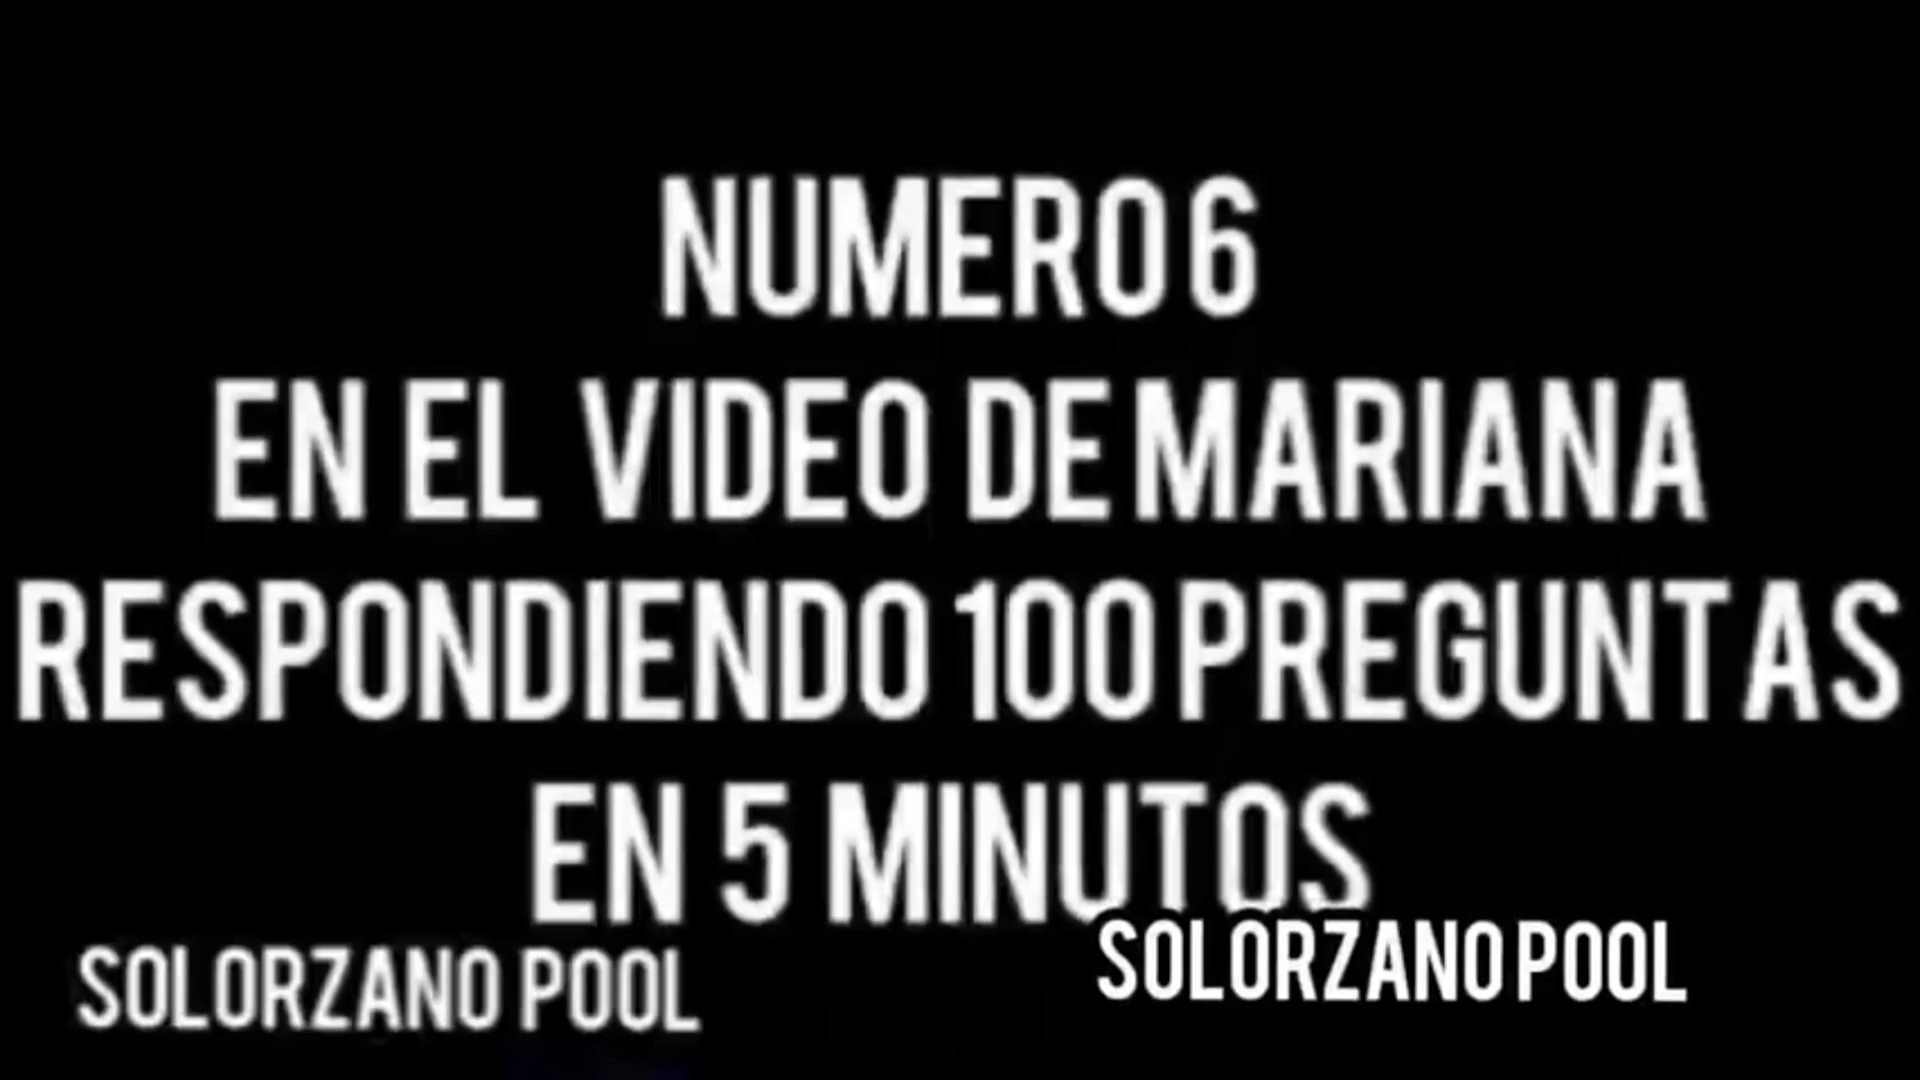 NUMERO 6
EN EL VIDEO DE MARIANA
RESPONDIENDO 100 PREGUNTAS
EN 5 MINUTOS
SOLORZANO POOL
SOLORZANO POOL